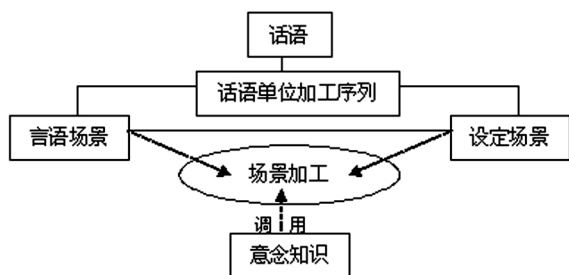 话语
话语单位加工序列
言语场景
设定场景
场景加工
调用
意念知识